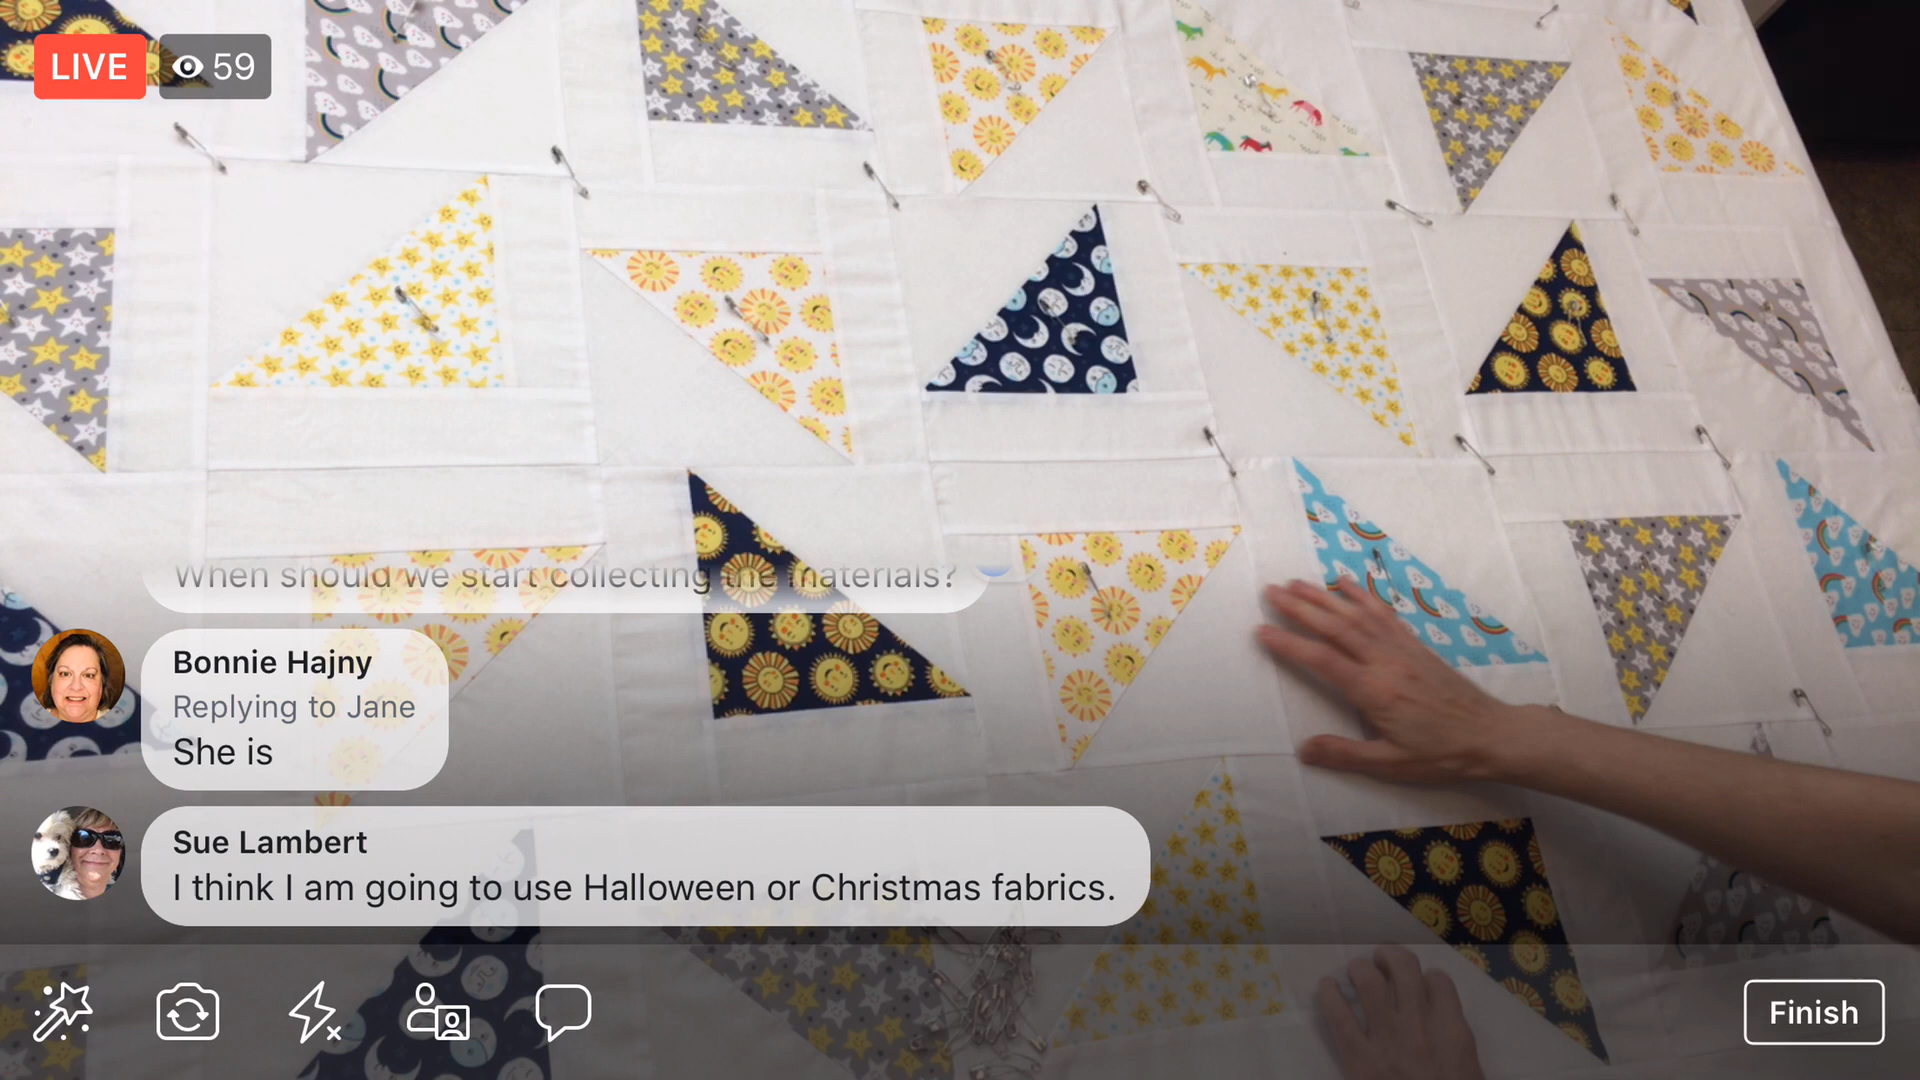 LIVE 59
When should we start collecting the materials?
Bonnie Hajny
Replying to Jane
She is
Sue Lambert
I think I am going to use Halloween or Christmas fabrics.
Finish